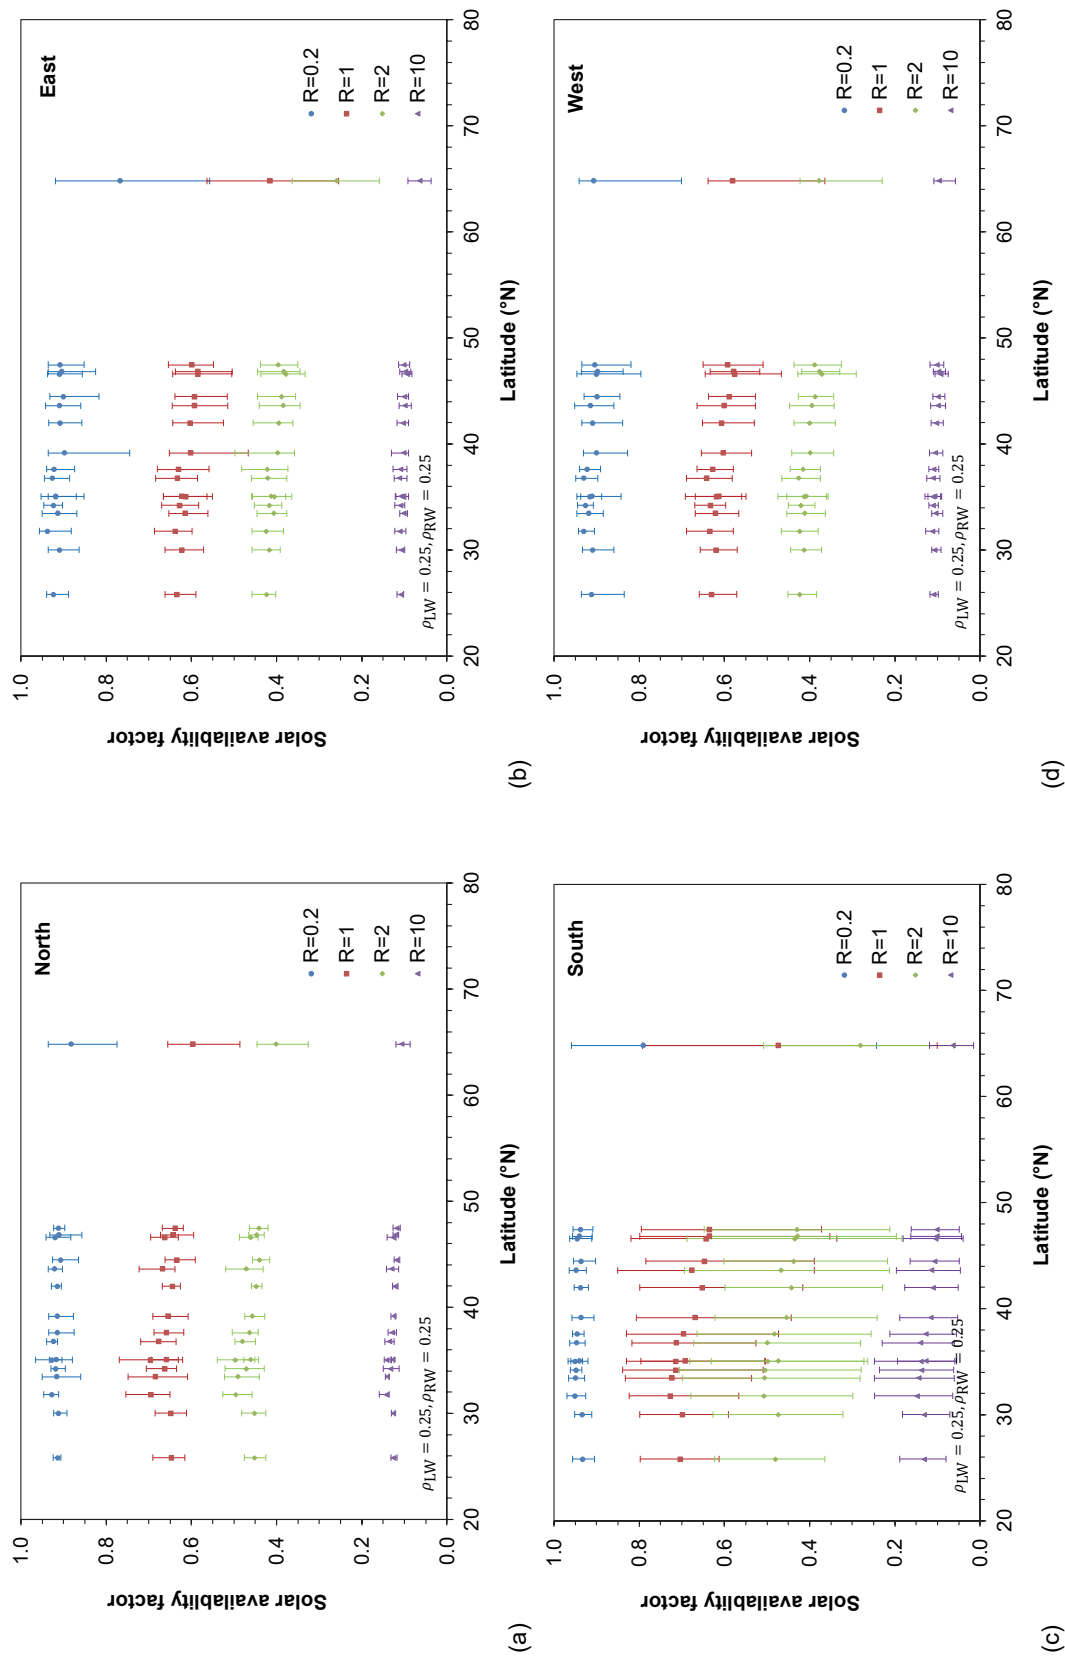 1.0
0.8
0.6
0.4
0.2
0.0
Solar availablity factor
North
R=0.2
R=1
R=2
R=10
ρLW = 0.25, ρRW = 0.25
20 30 40 50 60 70 80
Latitude (°N)
(a)
1.0
0.8
0.6
0.4
0.2
0.0
Solar availablity factor
East
R=0.2
R=1
R=2
R=10
ρLW = 0.25, ρRW = 0.25
20 30 40 50 60 70 80
Latitude (°N)
(b)
1.0
0.8
0.6
0.4
0.2
0.0
Solar availablity factor
South
R=0.2
R=1
R=2
R=10
ρLW = 0.25, ρRW = 0.25
20 30 40 50 60 70 80
Latitude (°N)
(c)
1.0
0.8
0.6
0.4
0.2
0.0
Solar availablity factor
West
R=0.2
R=1
R=2
R=10
ρLW = 0.25, ρRW = 0.25
20 30 40 50 60 70 80
Latitude (°N)
(d)